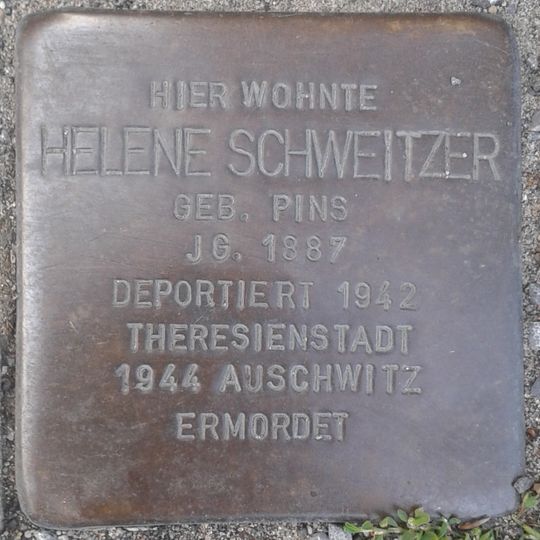 HIER WOHNTE
HELENE SCHWEITZER
GEB. PINS
JG. 1887
DEPORTIERT 1942
THERESIENSTADT
1944 AUSCHWITZ
ERMORDET